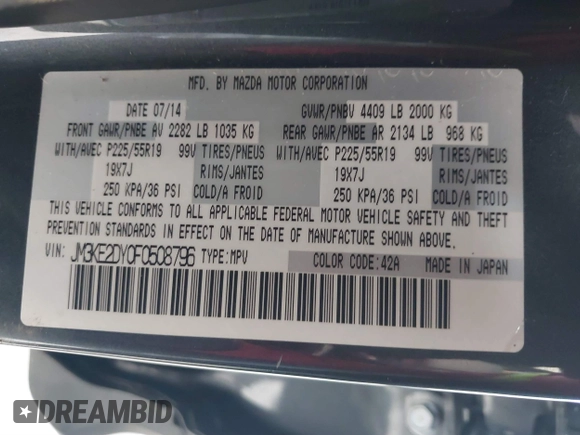 MFD. BY MAZDA MOTOR CORPORATION
DATE 07/14 GVWR/PNBV 4409 LB 2000 KG
FRONT GAWR/PNBE AV 2282 LB 1035 KG REAR GAWR/PNBE AR 2134 LB 968 KG
WITH/AVEC P225/55R19 99V TIRES/PNEUS WITH/AVEC P225/55R19 99V TIRES/PNEUS
19X7J RIMS/JANTES 19X7J RIMS/JANTES
250 KPA/36 PSI COLD/A FROID 250 KPA/36 PSI COLD/A FROID
THIS VEHICLE CONFORMS TO ALL APPLICABLE FEDERAL MOTOR VEHICLE SAFETY AND THEFT
PREVENTION STANDARDS IN EFFECT ON THE DATE OF MANUFACTURE SHOWN ABOVE.
VIN: JM3KE2DY0F0508796 TYPE:MPV COLOR CODE:42A MADE IN JAPAN
DREAMBID